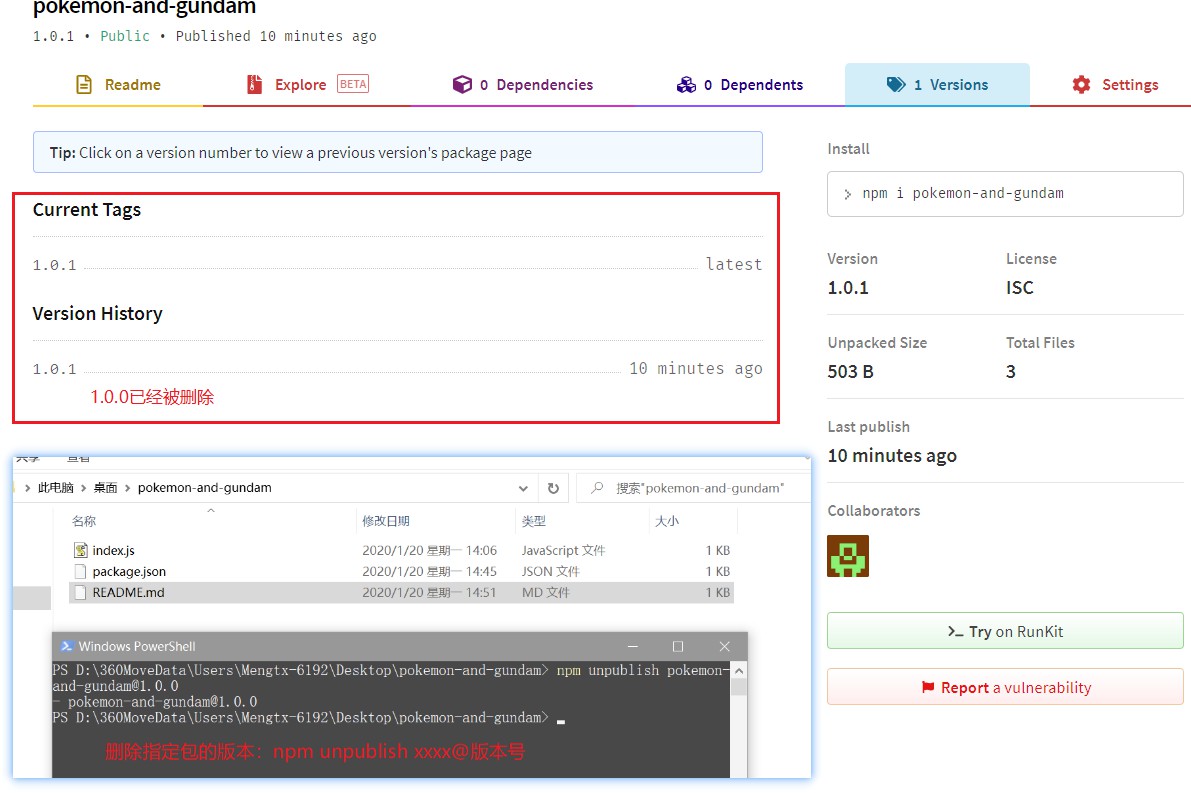 pokemon-and-gundam
1.0.1 • Public • Published 10 minutes ago
Readme
Explore BETA
0 Dependencies
0 Dependents
1 Versions
Settings
Tip: Click on a version number to view a previous version's package page
Current Tags
1.0.1 latest
Version History
1.0.1 10 minutes ago
1.0.0已经被删除
Install
> npm i pokemon-and-gundam
Version License
1.0.1 ISC
Unpacked Size Total Files
503 B 3
Last publish
10 minutes ago
Collaborators
Try on RunKit
Report a vulnerability
共享 查看
此电脑 > 桌面 > pokemon-and-gundam
搜索"pokemon-and-gundam"
名称 修改日期 类型 大小
index.js 2020/1/20 星期一 14:06 JavaScript 文件 1 KB
package.json 2020/1/20 星期一 14:45 JSON 文件 1 KB
README.md 2020/1/20 星期一 14:51 MD 文件 1 KB
Windows PowerShell
PS D:\360MoveData\Users\Mengtx-6192\Desktop\pokemon-and-gundam> npm unpublish pokemon-
and-gundam@1.0.0
- pokemon-and-gundam@1.0.0
PS D:\360MoveData\Users\Mengtx-6192\Desktop\pokemon-and-gundam>
删除指定包的版本：npm unpublish xxxx@版本号